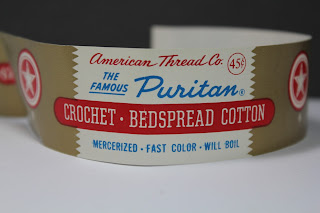 American Thread Co. 45¢
THE FAMOUS Puritan®
CROCHET · BEDSPREAD COTTON
MERCERIZED · FAST COLOR · WILL BOIL